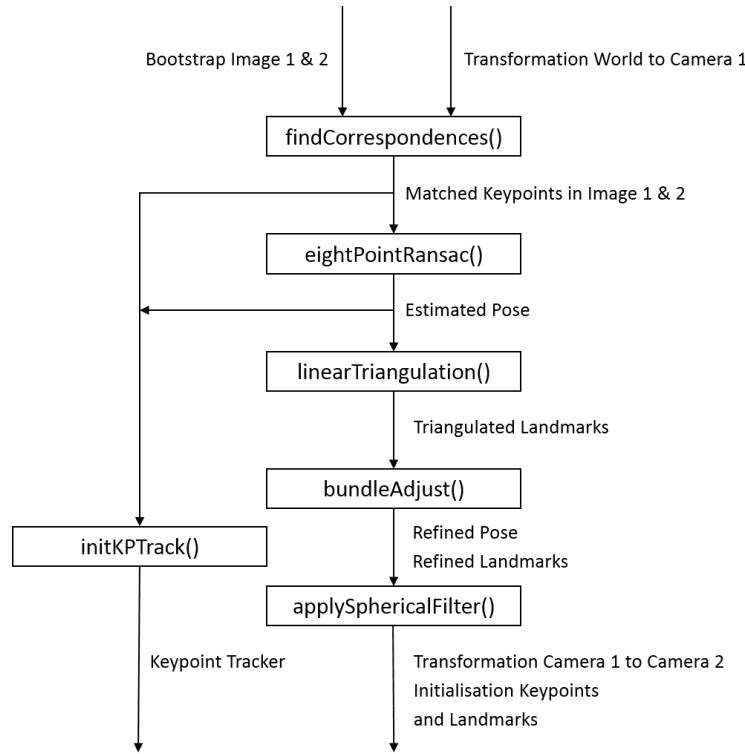 Bootstrap Image 1 & 2
Transformation World to Camera 1
findCorrespondences()
Matched Keypoints in Image 1 & 2
eightPointRansac()
Estimated Pose
linearTriangulation()
Triangulated Landmarks
bundleAdjust()
Refined Pose
Refined Landmarks
initKPTrack()
applySphericalFilter()
Keypoint Tracker
Transformation Camera 1 to Camera 2
Initialisation Keypoints
and Landmarks